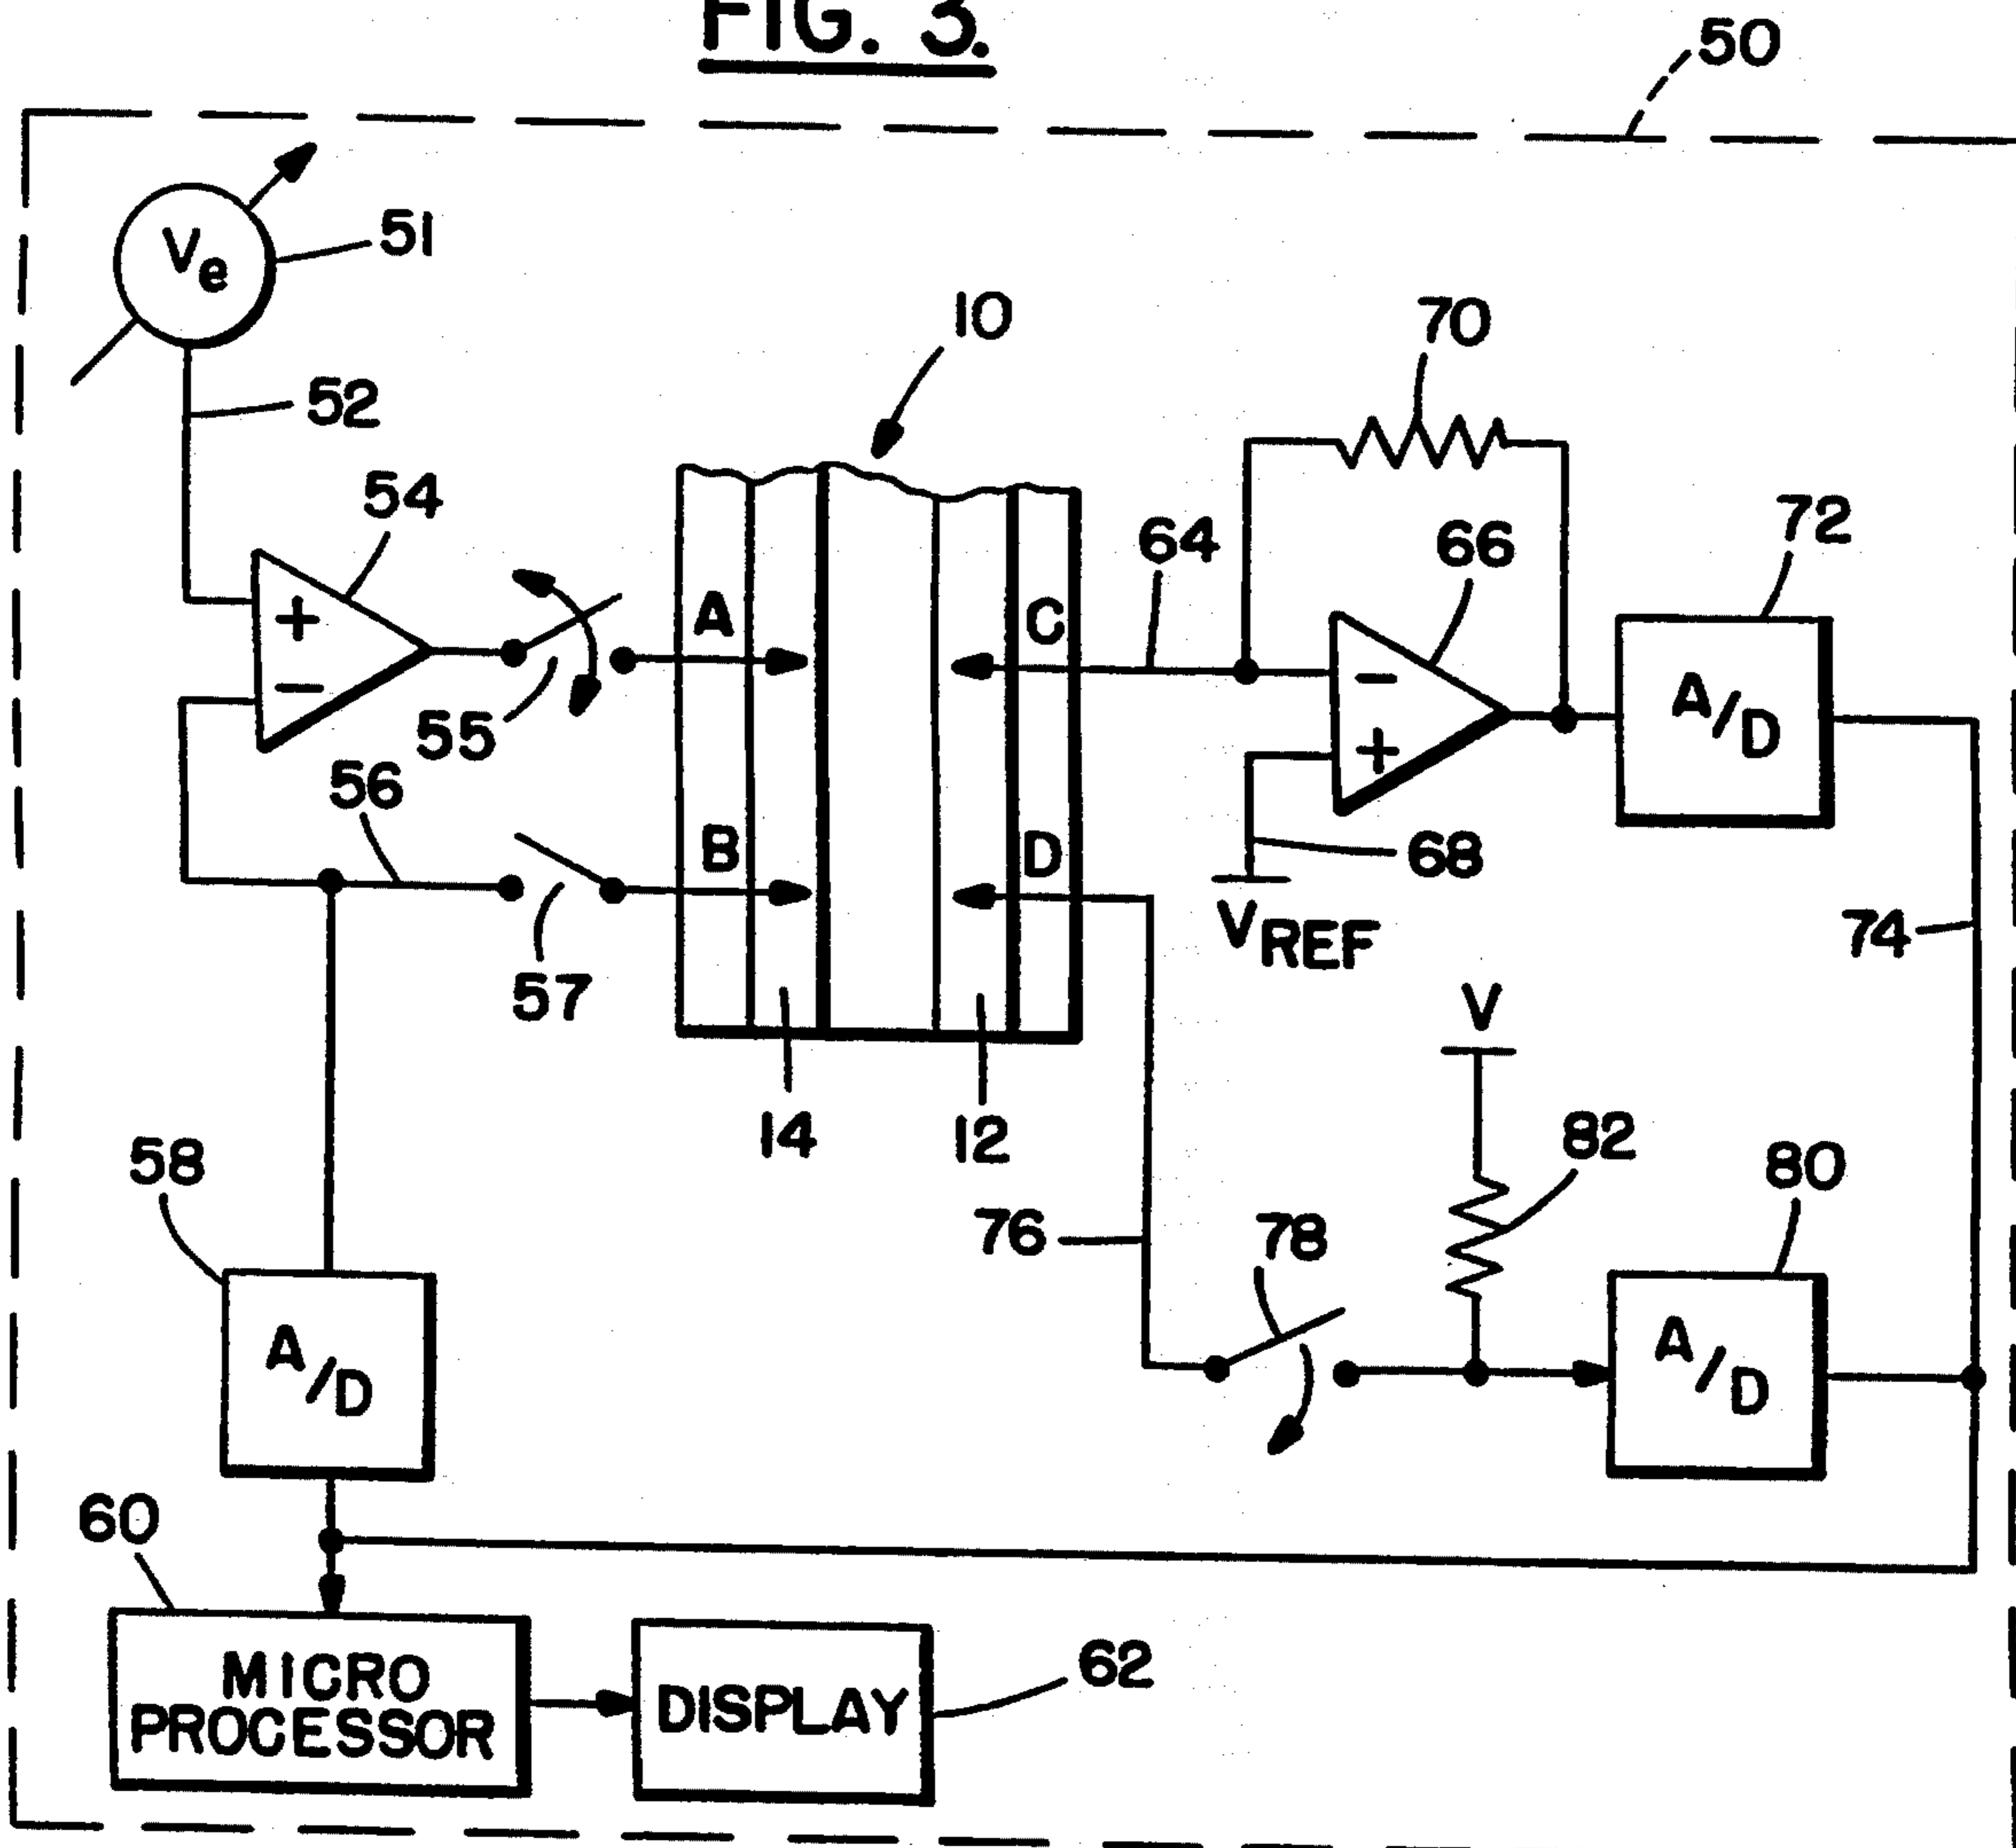 FIG. 3.
50
Ve
51
52
10
70
54
64
66
72
+
−
A
C
−
+
A/D
55
56
B
D
68
57
VREF
74
V
14
12
82
58
80
76
78
A/D
A/D
60
MICRO
PROCESSOR
DISPLAY
62